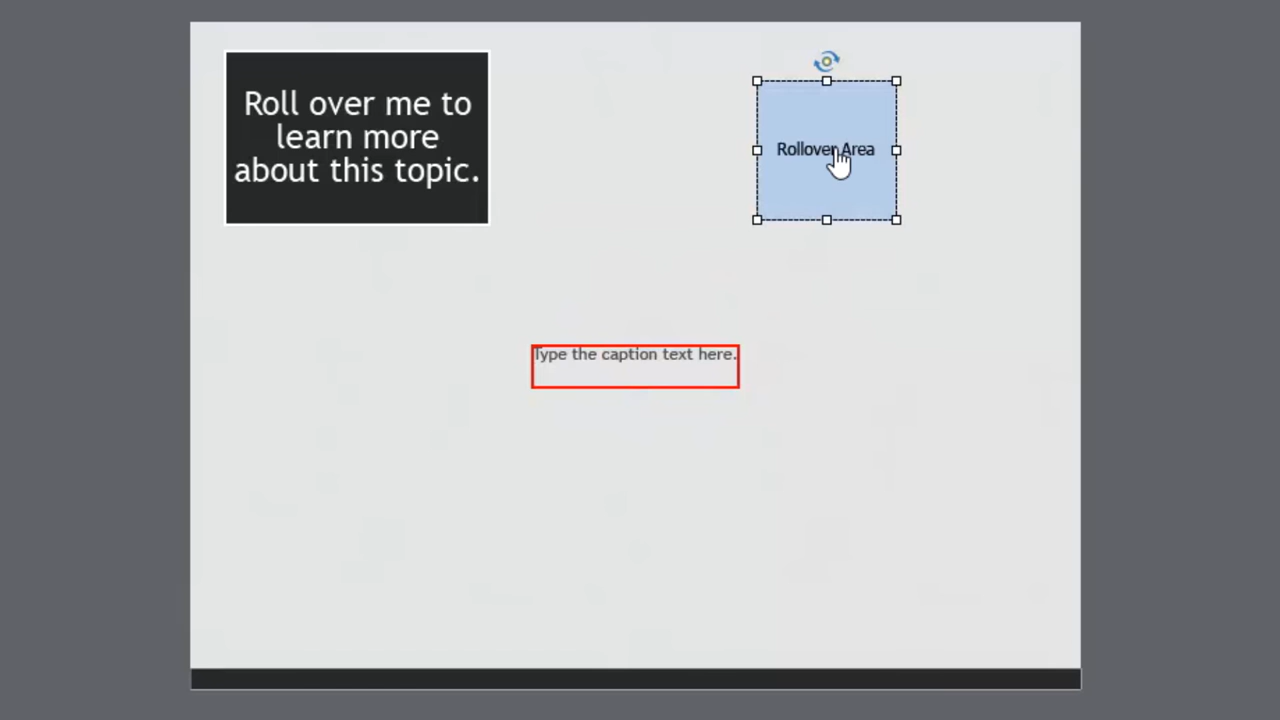 Roll over me to
learn more
about this topic.
Rollover Area
Type the caption text here.